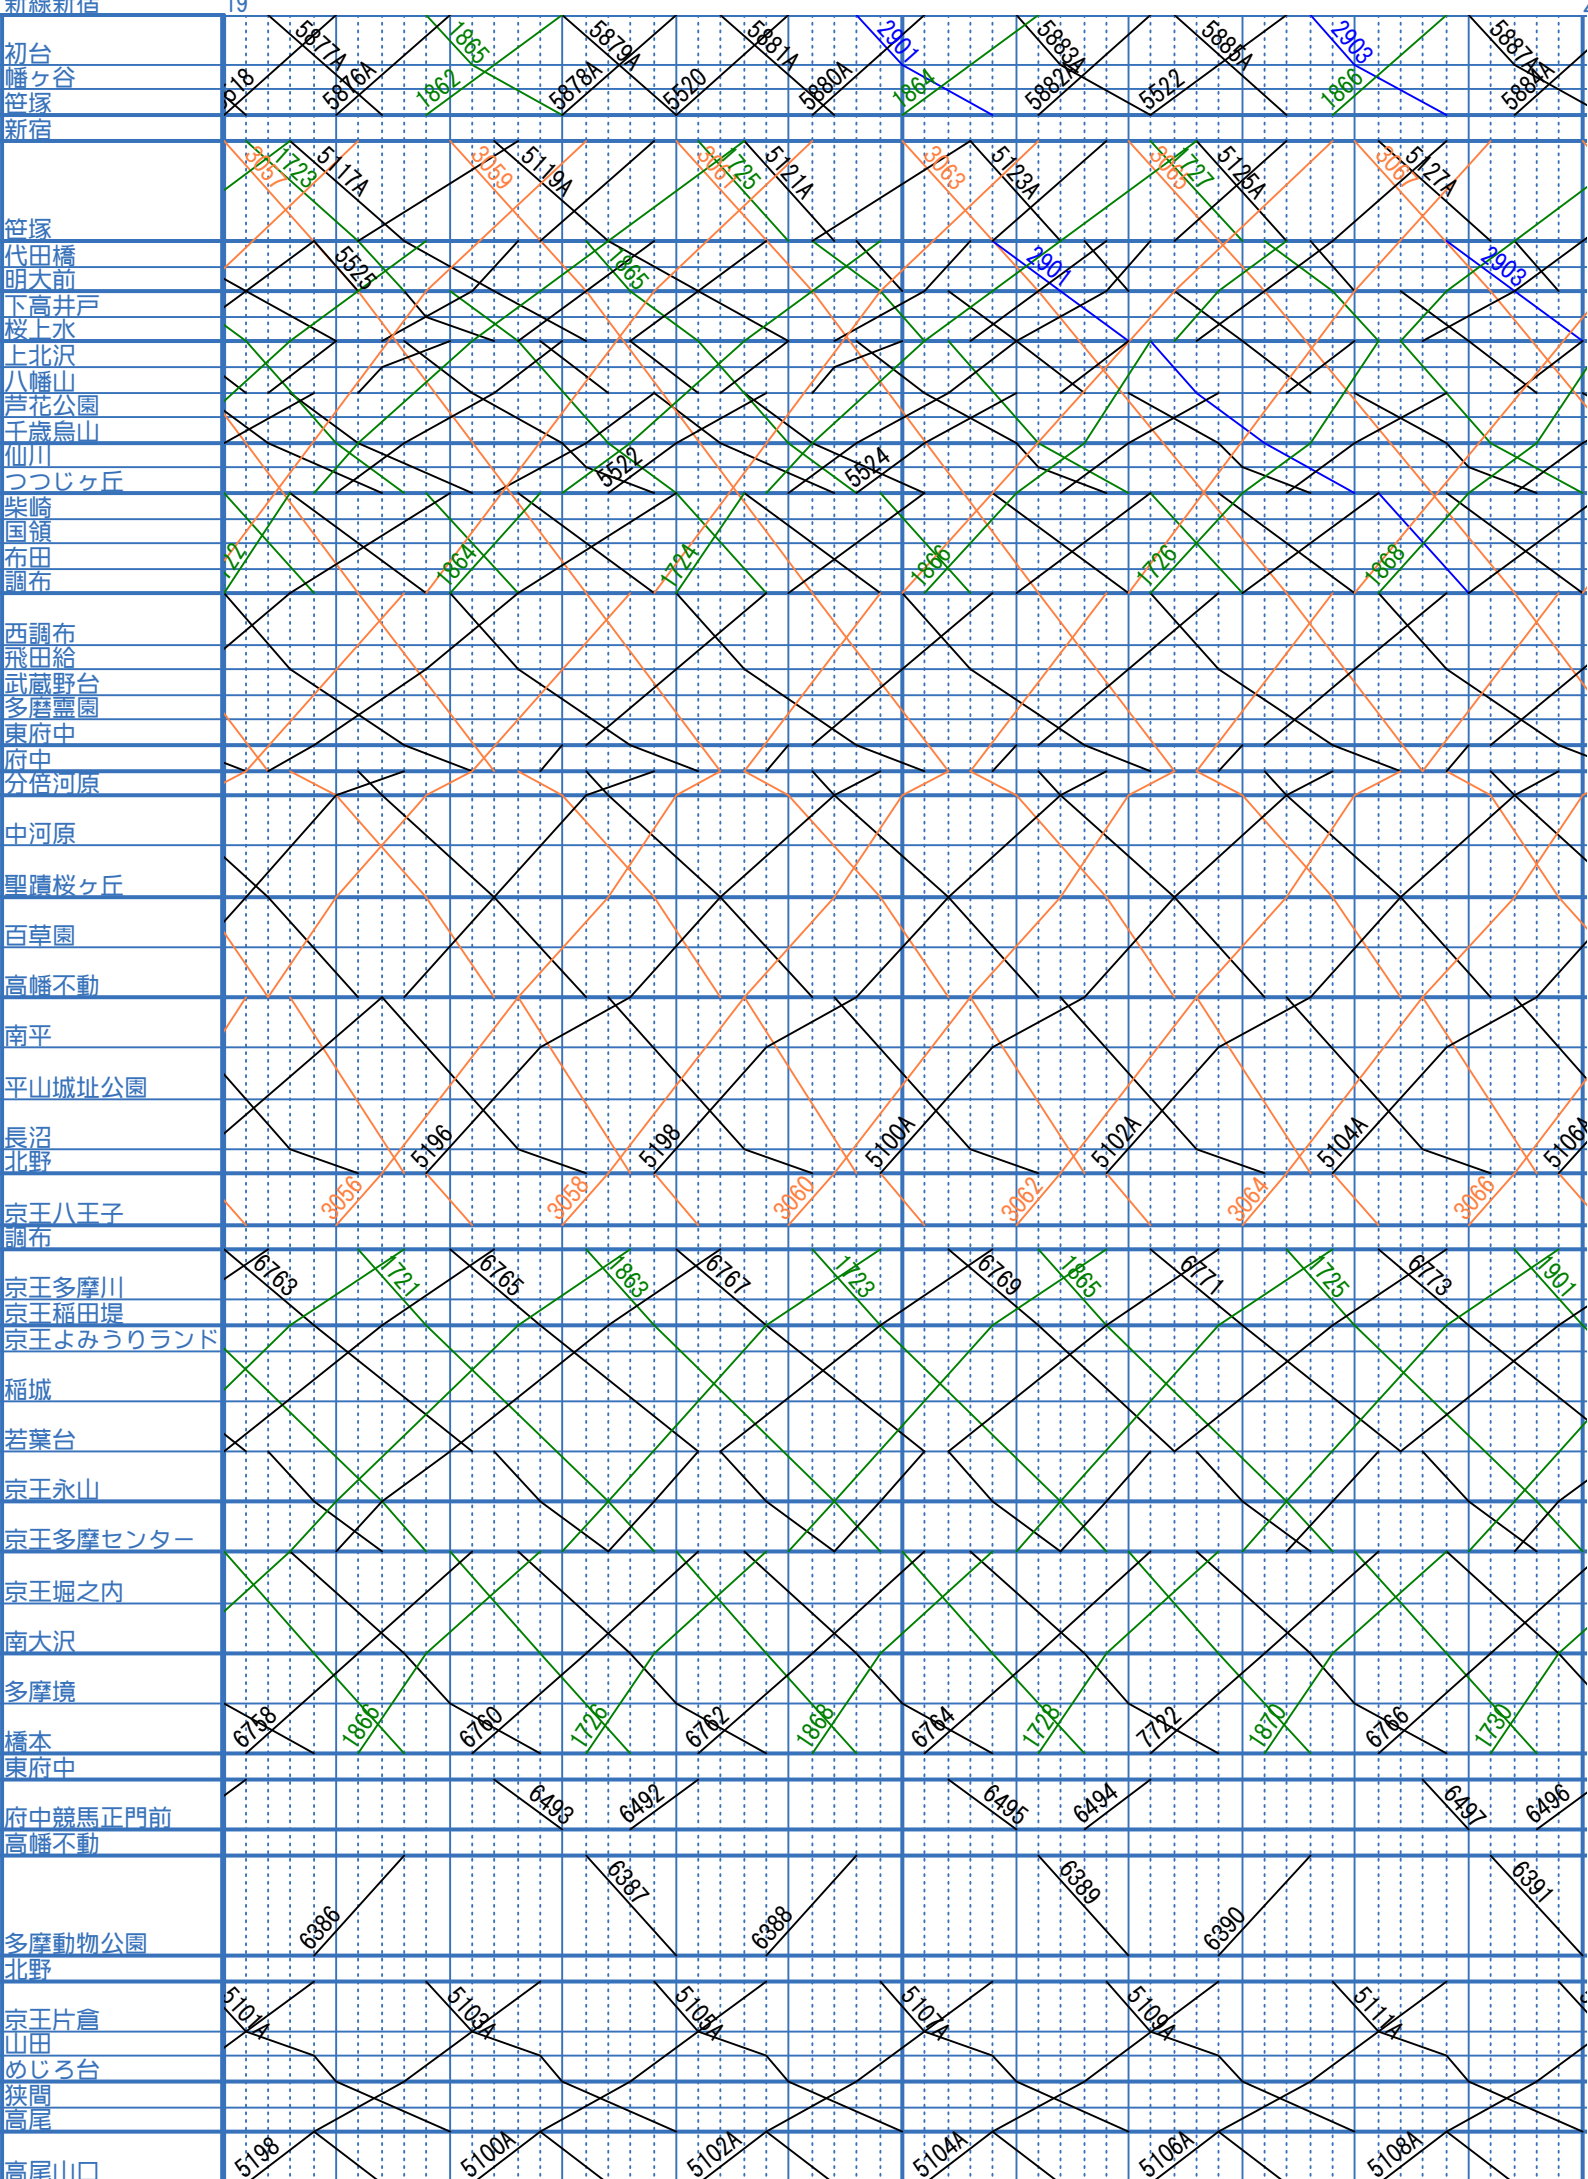 新線新宿 19
初台 5877A 5876A 1865 1862 5879A 5878A 5520 5881A 5880A 2901 1864 5883A 5882A 5522 5885A 2903 1866 5887A 5884A
幡ヶ谷
笹塚
新宿
3057 1723 5117A 3059 5119A 3061 1725 5121A 3063 5123A 3065 1727 5125A 3067 5127A
笹塚
代田橋 5525 1865 2901 2903
明大前
下高井戸
桜上水
上北沢
八幡山
芦花公園
千歳烏山
仙川 5522 5524
つつじヶ丘
柴崎
国領
布田 1864 1724 1866 1726 1868
調布
西調布
飛田給
武蔵野台
多磨霊園
東府中
府中
分倍河原
中河原
聖蹟桜ヶ丘
百草園
高幡不動
南平
平山城址公園
長沼 5196 5198 5100A 5102A 5104A 5106A
北野
京王八王子 3056 3058 3060 3062 3064 3066
調布
京王多摩川 6763 1721 6765 1863 6767 1723 6769 1865 6771 1725 6773 1901
京王稲田堤
京王よみうりランド
稲城
若葉台
京王永山
京王多摩センター
京王堀之内
南大沢
多摩境
橋本 6758 1866 6760 1726 6762 1868 6764 1728 7722 1870 6766 1730
東府中
府中競馬正門前 6493 6492 6495 6494 6497 6496
高幡不動
6387 6389 6391
多摩動物公園 6386 6388 6390
北野
京王片倉 5101A 5103A 5105A 5107A 5109A 5111A
山田
めじろ台
狭間
高尾
高尾山口 5198 5100A 5102A 5104A 5106A 5108A